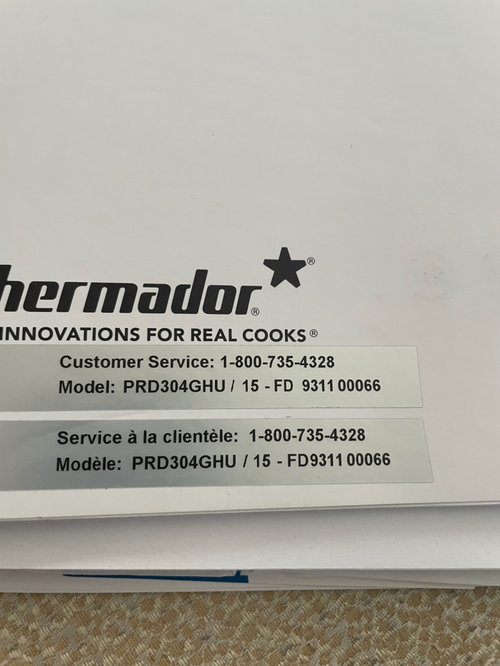 hermador®
INNOVATIONS FOR REAL COOKS®
Customer Service: 1-800-735-4328
Model: PRD304GHU / 15 - FD 9311 00066
Service à la clientèle: 1-800-735-4328
Modèle: PRD304GHU / 15 - FD9311 00066